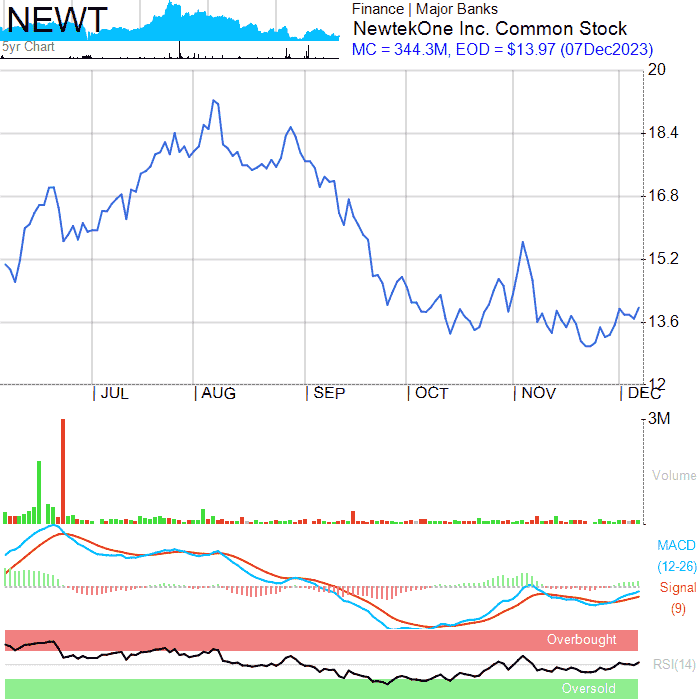 NEWT
5yr Chart
Finance | Major Banks
NewtekOne Inc. Common Stock
MC = 344.3M, EOD = $13.97 (07Dec2023)
20
18.4
16.8
15.2
13.6
12
JUL AUG SEP OCT NOV DEC
3M
Volume
MACD
(12-26)
Signal
(9)
Overbought
RSI(14)
Oversold